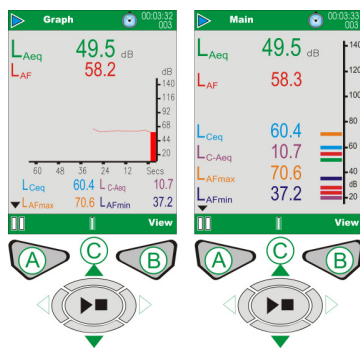 Graph 00:03:32
003
LAeq 49.5 dB
LAF 58.2
dB
140
116
92
68
44
20
60 48 36 24 12 Secs
LCeq 60.4 LC-Aeq 10.7
LAFmax 70.6 LAFmin 37.2
View
A C B
Main 00:03:33
003
LAeq 49.5 dB
LAF 58.3
LCeq 60.4
LC-Aeq 10.7
LAFmax 70.6
LAFmin 37.2
140
120
100
80
60
40
dB
20
View
A C B